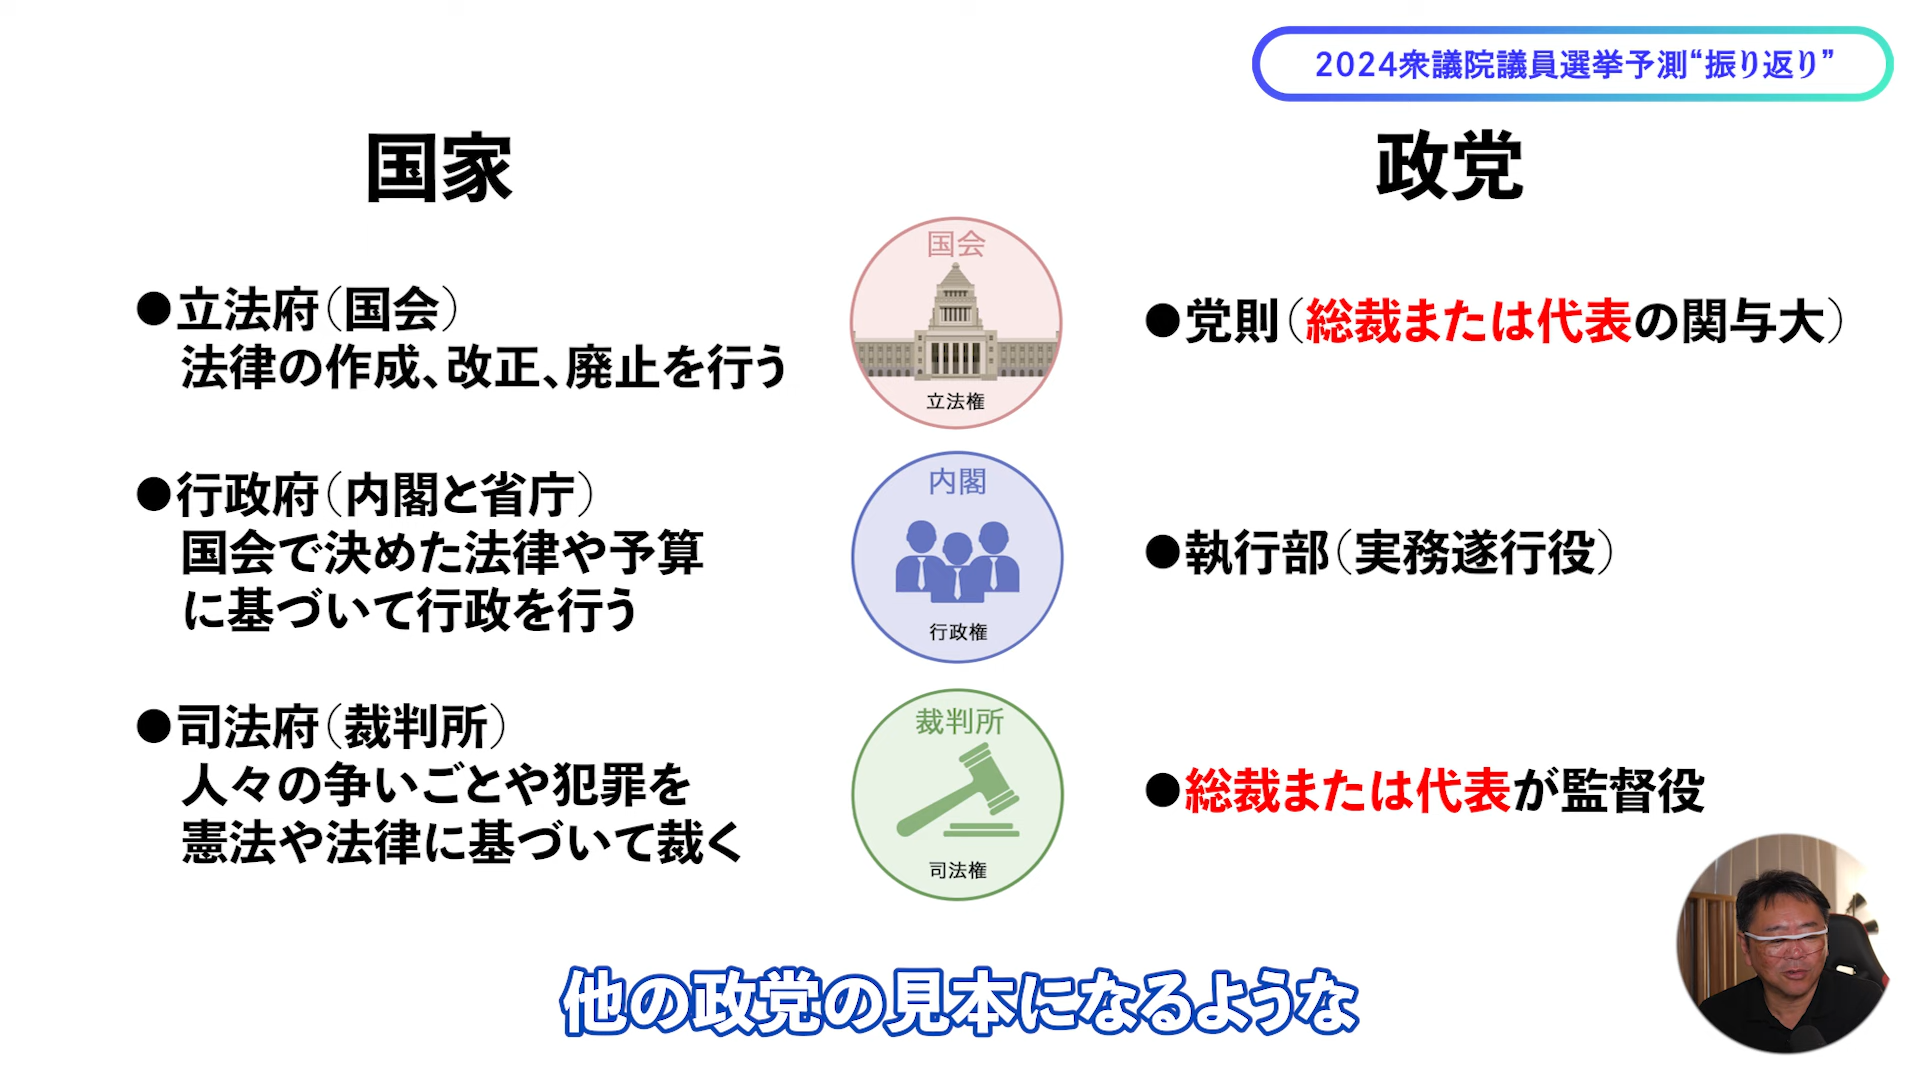 2024衆議院議員選挙予測“振り返り”
国家
政党
●立法府（国会）
法律の作成、改正、廃止を行う
国会
立法権
●党則（総裁または代表の関与大）
●行政府（内閣と省庁）
国会で決めた法律や予算
に基づいて行政を行う
内閣
行政権
●執行部（実務遂行役）
●司法府（裁判所）
人々の争いごとや犯罪を
憲法や法律に基づいて裁く
裁判所
司法権
●総裁または代表が監督役
他の政党の見本になるような